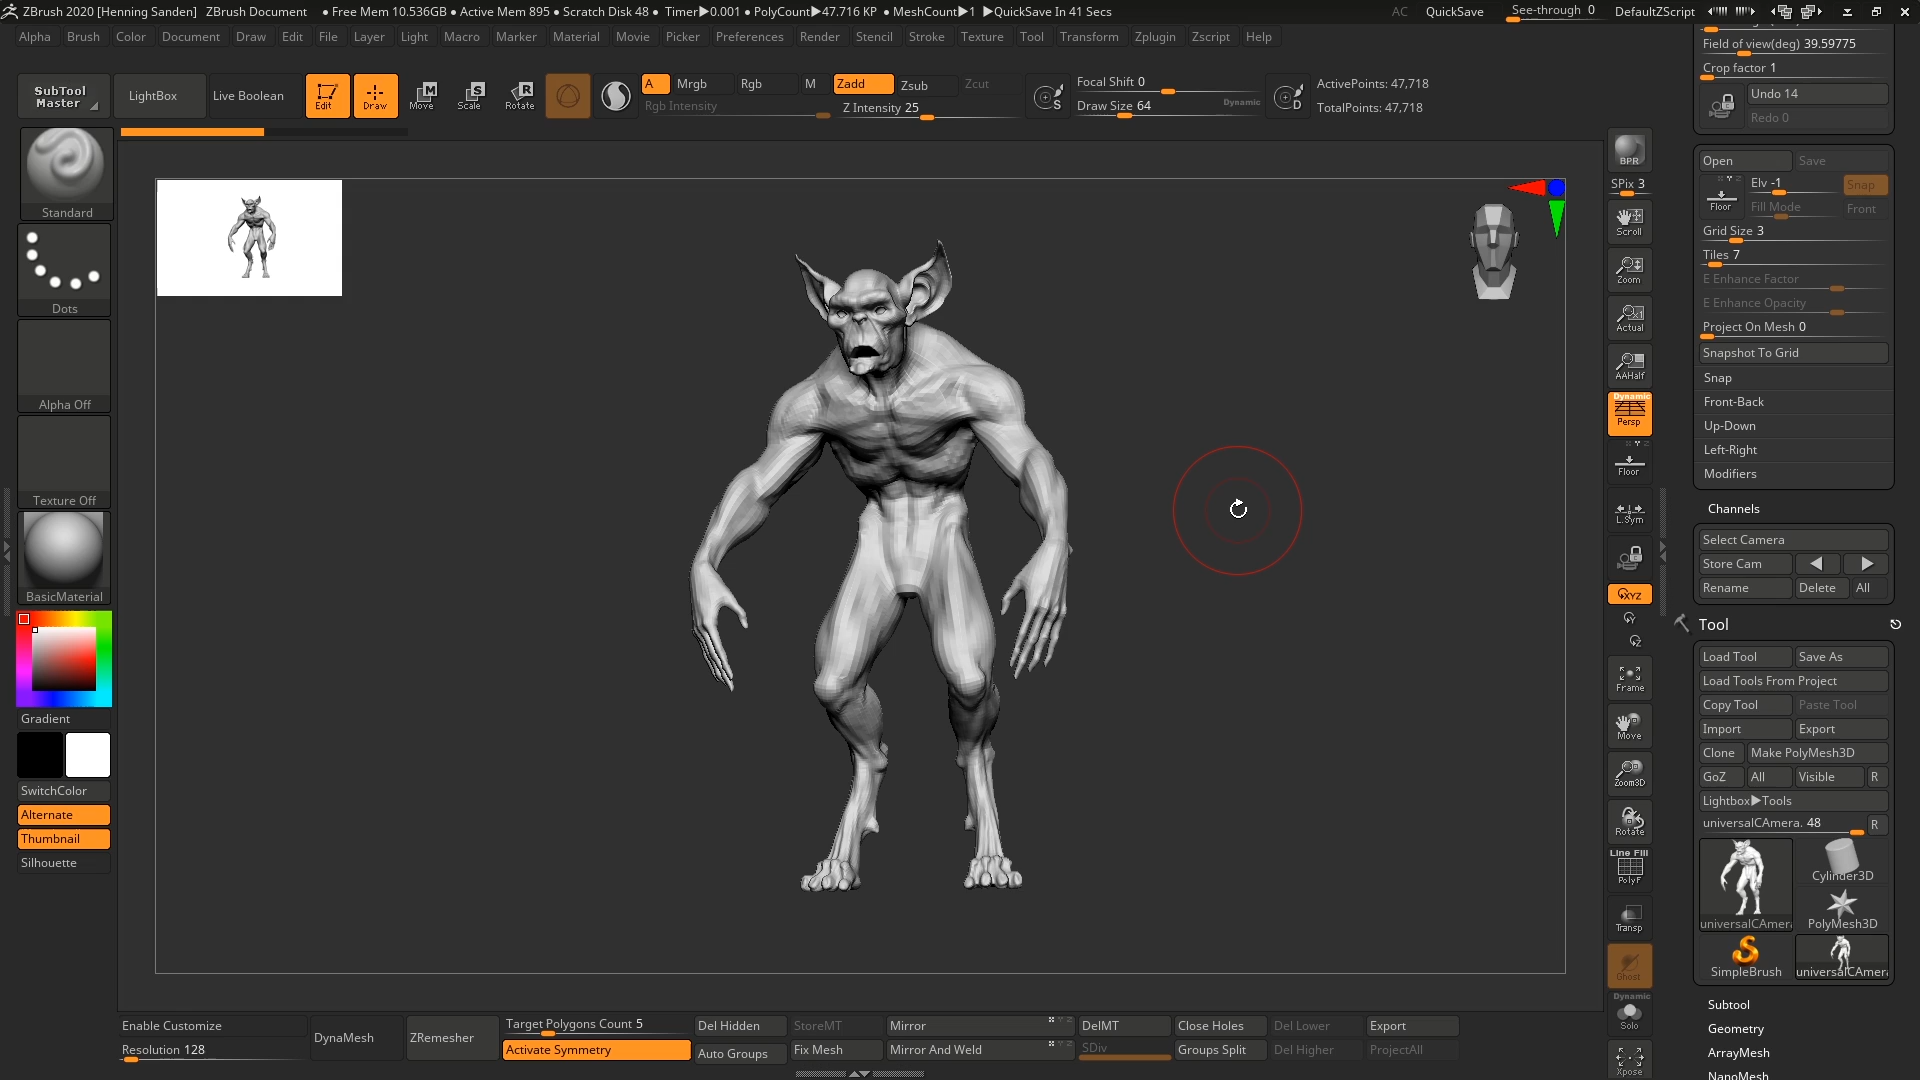 ZBrush 2020 [Henning Sanden] ZBrush Document • Free Mem 10.536GB • Active Mem 895 • Scratch Disk 48 • Timer▶0.001 • PolyCount▶47.716 KP • MeshCount▶1 ▶QuickSave In 41 Secs AC QuickSave See-through 0 DefaultZScript
Alpha Brush Color Document Draw Edit File Layer Light Macro Marker Material Movie Picker Preferences Render Stencil Stroke Texture Tool Transform Zplugin Zscript Help
SubTool Master
LightBox
Live Boolean
Edit
Draw
Move
Scale
Rotate
A Mrgb Rgb M Zadd Zsub Zcut
Rgb Intensity Z Intensity 25
S
Focal Shift 0
Draw Size 64 Dynamic
D
ActivePoints: 47,718
TotalPoints: 47,718
Standard
Dots
Alpha Off
Texture Off
BasicMaterial
Gradient
SwitchColor
Alternate
Thumbnail
Silhouette
BPR
SPix 3
Scroll
Zoom
Actual
AAHalf
Dynamic
Persp
Floor
L.Sym
XYZ
Frame
Move
Zoom3D
Rotate
Line Fill
PolyF
Transp
Ghost
Dynamic
Solo
Xpose
Field of view(deg) 39.59775
Crop factor 1
Undo 14
Redo 0
Open Save
Floor
Elv -1 Snap
Fill Mode Front
Grid Size 3
Tiles 7
E Enhance Factor
E Enhance Opacity
Project On Mesh 0
Snapshot To Grid
Snap
Front-Back
Up-Down
Left-Right
Modifiers
Channels
Select Camera
Store Cam
Rename Delete All
Tool
Load Tool Save As
Load Tools From Project
Copy Tool Paste Tool
Import Export
Clone Make PolyMesh3D
GoZ All Visible R
Lightbox▶Tools
universalCAmera. 48 R
Cylinder3D
universalCAmer PolyMesh3D
SimpleBrush universalCAmer
Subtool
Geometry
ArrayMesh
NanoMesh
Enable Customize
Resolution 128
DynaMesh
ZRemesher
Target Polygons Count 5
Activate Symmetry
Del Hidden
Auto Groups
StoreMT
Fix Mesh
Mirror
Mirror And Weld
DelMT
SDiv
Close Holes
Groups Split
Del Lower
Del Higher
Export
ProjectAll